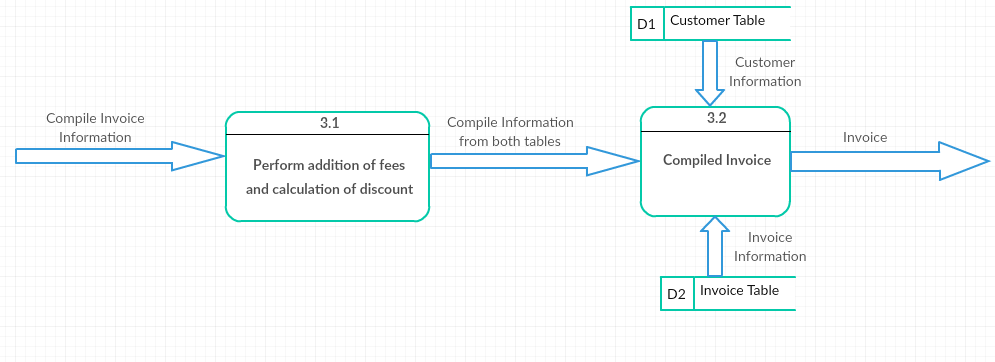 D1
Customer Table
Customer
Information
Compile Invoice
Information
3.1
Perform addition of fees
and calculation of discount
Compile Information
from both tables
3.2
Compiled Invoice
Invoice
Invoice
Information
D2
Invoice Table